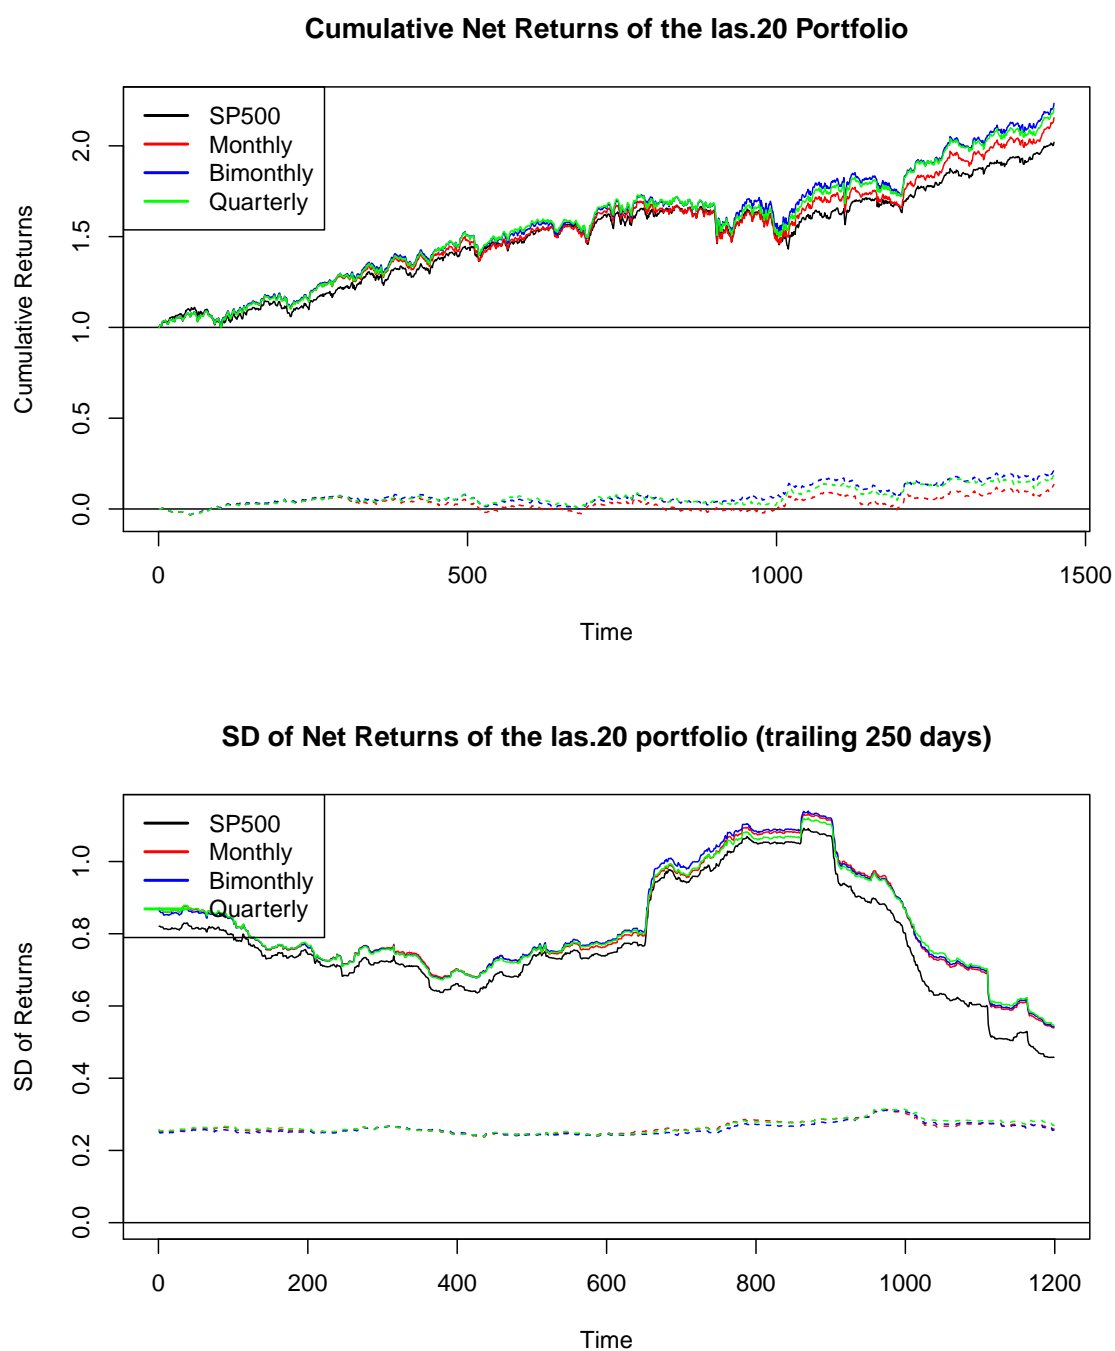 Cumulative Net Returns of the las.20 Portfolio
SP500
Monthly
Bimonthly
Quarterly
Cumulative Returns
2.0
1.5
1.0
0.5
0.0
0 500 1000 1500
Time
SD of Net Returns of the las.20 portfolio (trailing 250 days)
SP500
Monthly
Bimonthly
Quarterly
SD of Returns
1.0
0.8
0.6
0.4
0.2
0.0
0 200 400 600 800 1000 1200
Time